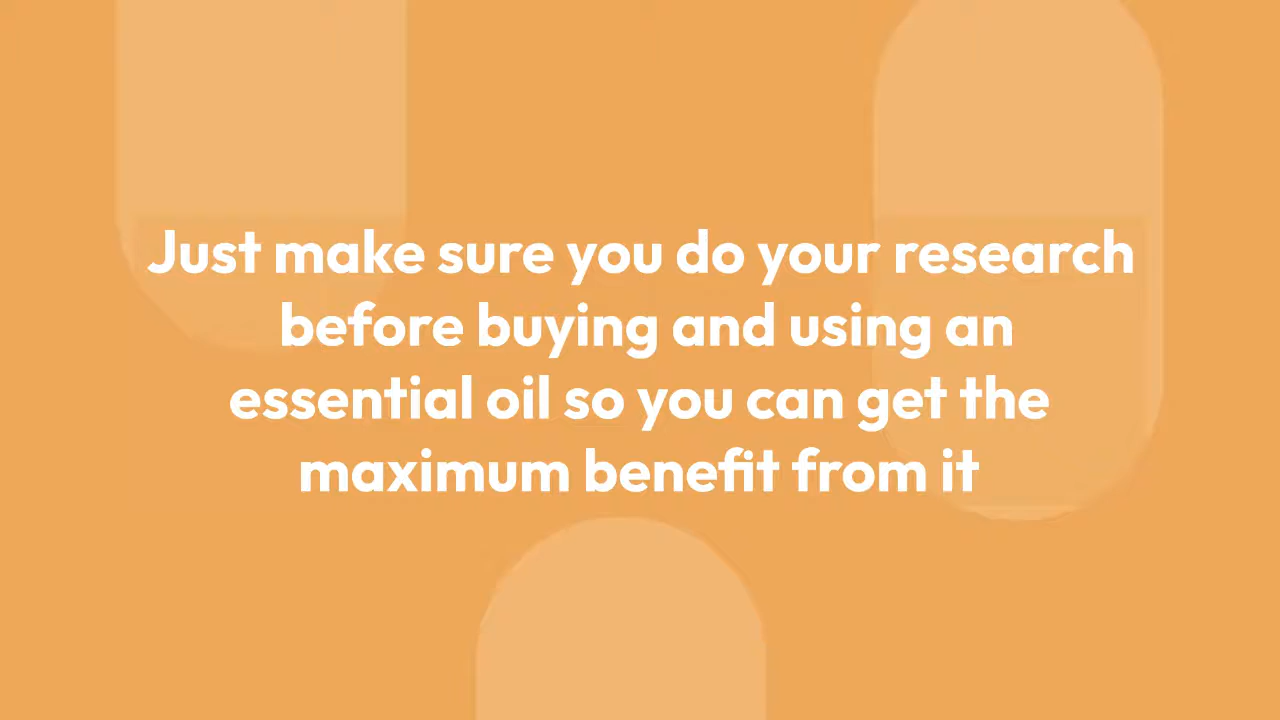 Just make sure you do your research
before buying and using an
essential oil so you can get the
maximum benefit from it